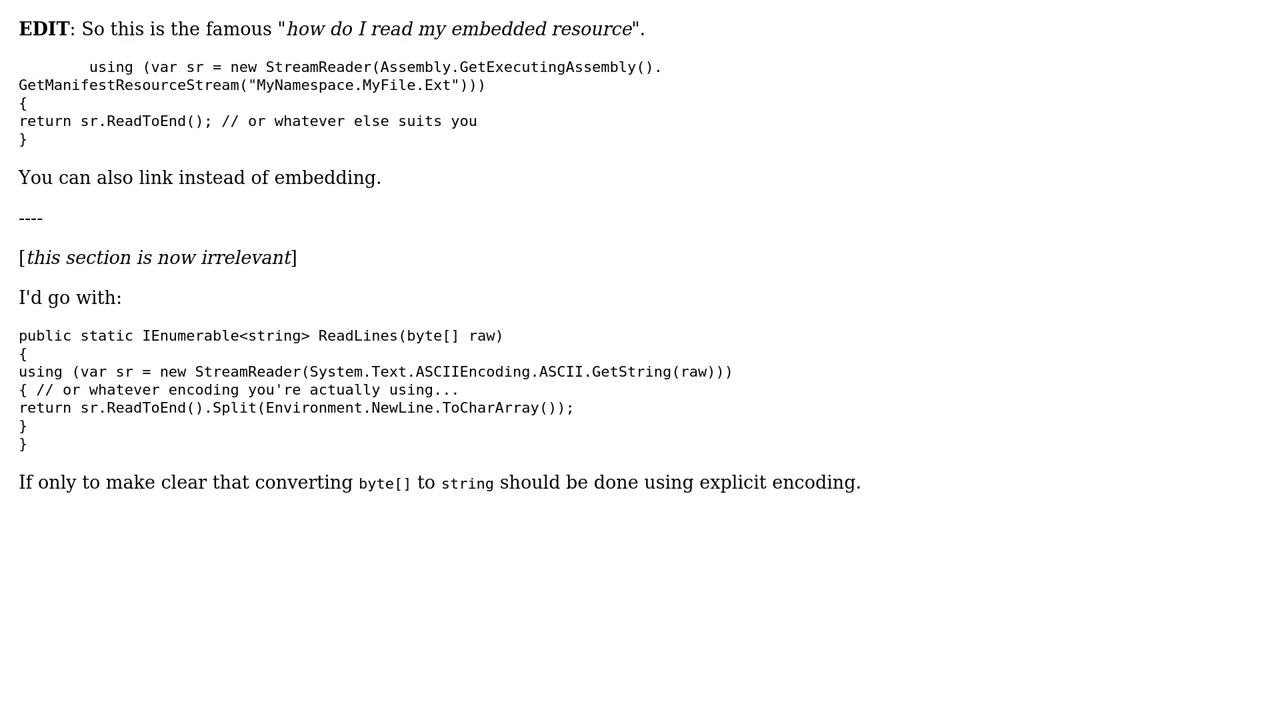 EDIT: So this is the famous "how do I read my embedded resource".
using (var sr = new StreamReader(Assembly.GetExecutingAssembly().
GetManifestResourceStream("MyNamespace.MyFile.Ext")))
{
return sr.ReadToEnd(); // or whatever else suits you
}
You can also link instead of embedding.
----
[this section is now irrelevant]
I'd go with:
public static IEnumerable<string> ReadLines(byte[] raw)
{
using (var sr = new StreamReader(System.Text.ASCIIEncoding.ASCII.GetString(raw)))
{ // or whatever encoding you're actually using...
return sr.ReadToEnd().Split(Environment.NewLine.ToCharArray());
}
}
If only to make clear that converting byte[] to string should be done using explicit encoding.